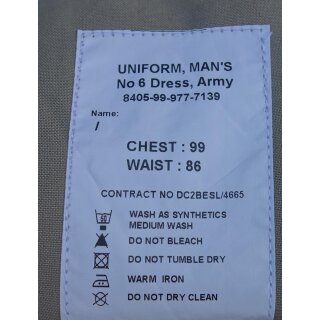 UNIFORM, MAN'S
No 6 Dress, Army
8405-99-977-7139
Name:
/
CHEST : 99
WAIST : 86
CONTRACT NO DC2BESL/4665
50
WASH AS SYNTHETICS
MEDIUM WASH
DO NOT BLEACH
DO NOT TUMBLE DRY
WARM IRON
DO NOT DRY CLEAN